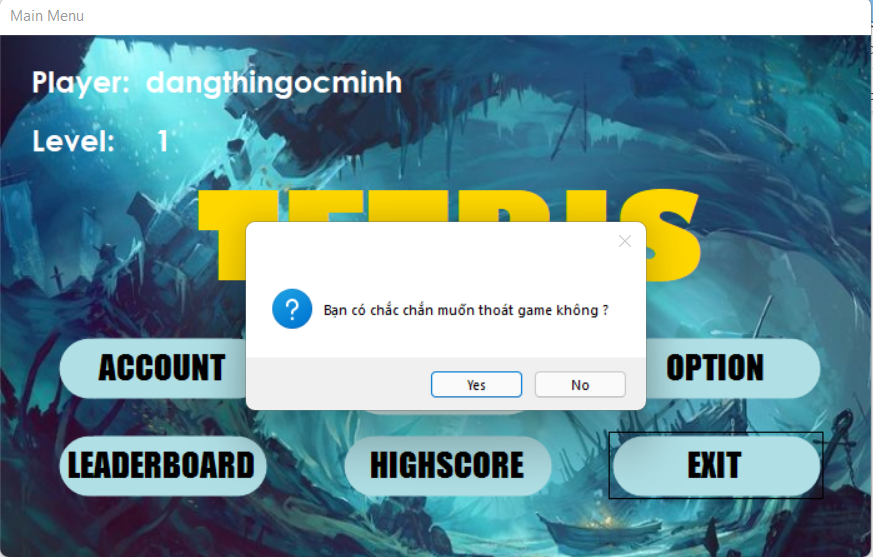 Main Menu
Player: dangthingocminh
Level: 1
TETRIS
Bạn có chắc chắn muốn thoát game không ?
Yes No
ACCOUNT OPTION
LEADERBOARD HIGHSCORE EXIT